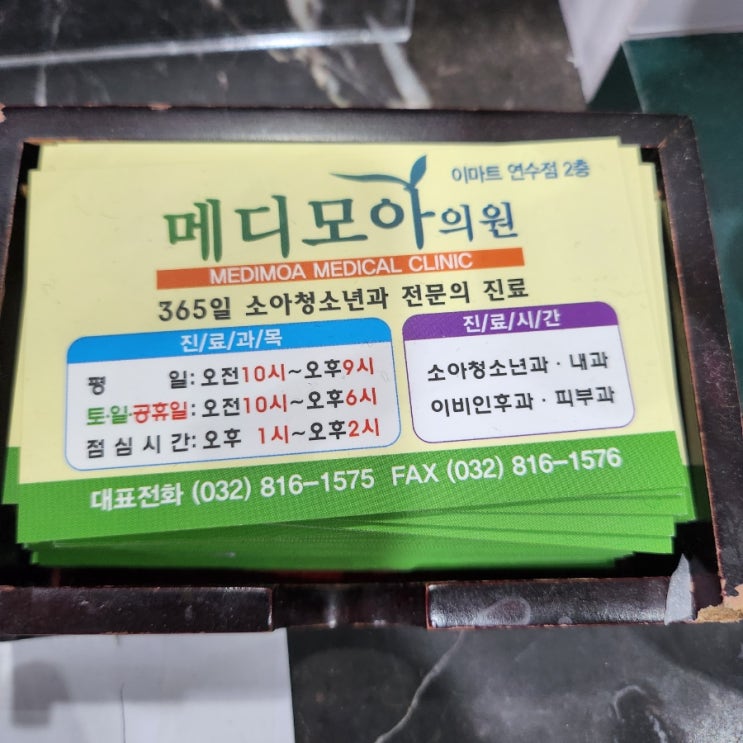 이마트 연수점 2층
메디모아의원
MEDIMOA MEDICAL CLINIC
365일 소아청소년과 전문의 진료
진/료/과/목
평 일: 오전10시~오후9시
토·일·공휴일: 오전10시~오후6시
점심시간: 오후 1시~오후2시
진/료/시/간
소아청소년과 · 내과
이비인후과 · 피부과
대표전화 (032) 816-1575 FAX (032) 816-1576